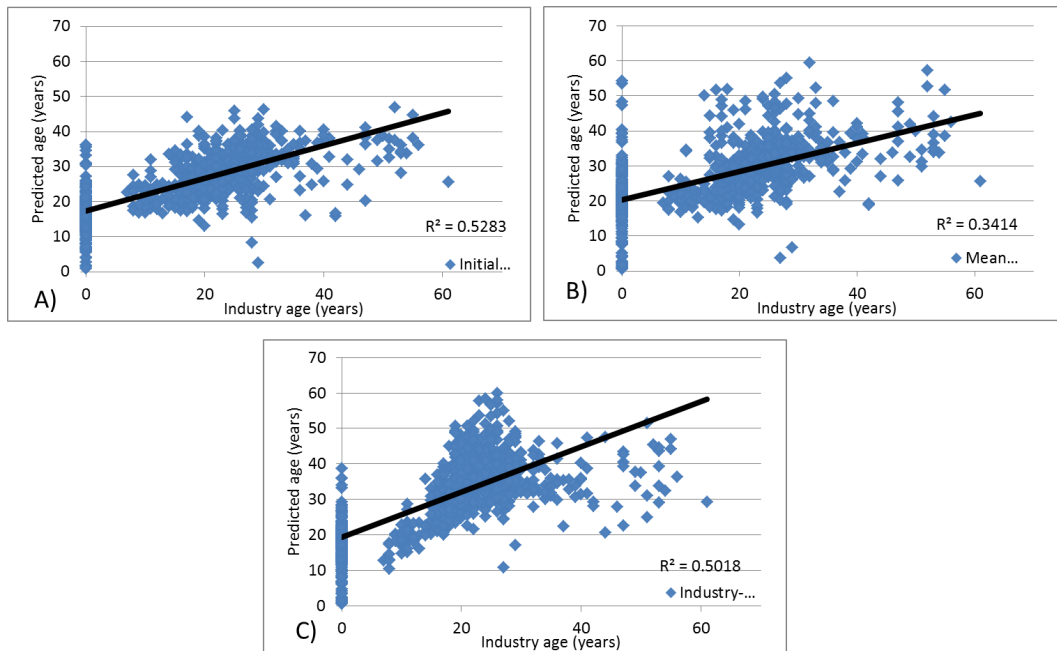 70
60
50
40
30
20
10
0
Predicted age (years)
R² = 0.5283
Initial...
0 20 40 60
Industry age (years)
A)
70
60
50
40
30
20
10
0
Predicted age (years)
R² = 0.3414
Mean...
0 20 40 60
Industry age (years)
B)
70
60
50
40
30
20
10
0
Predicted age (years)
R² = 0.5018
Industry-...
0 20 40 60
Industry age (years)
C)